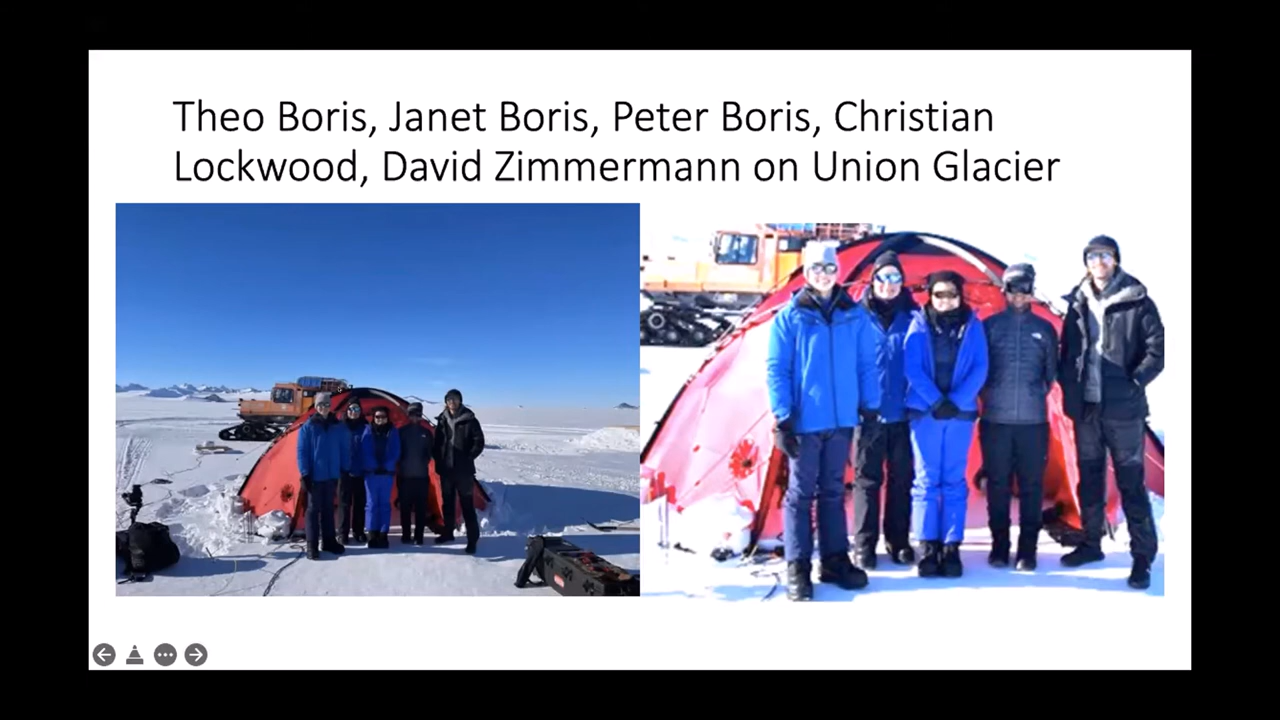 Theo Boris, Janet Boris, Peter Boris, Christian
Lockwood, David Zimmermann on Union Glacier